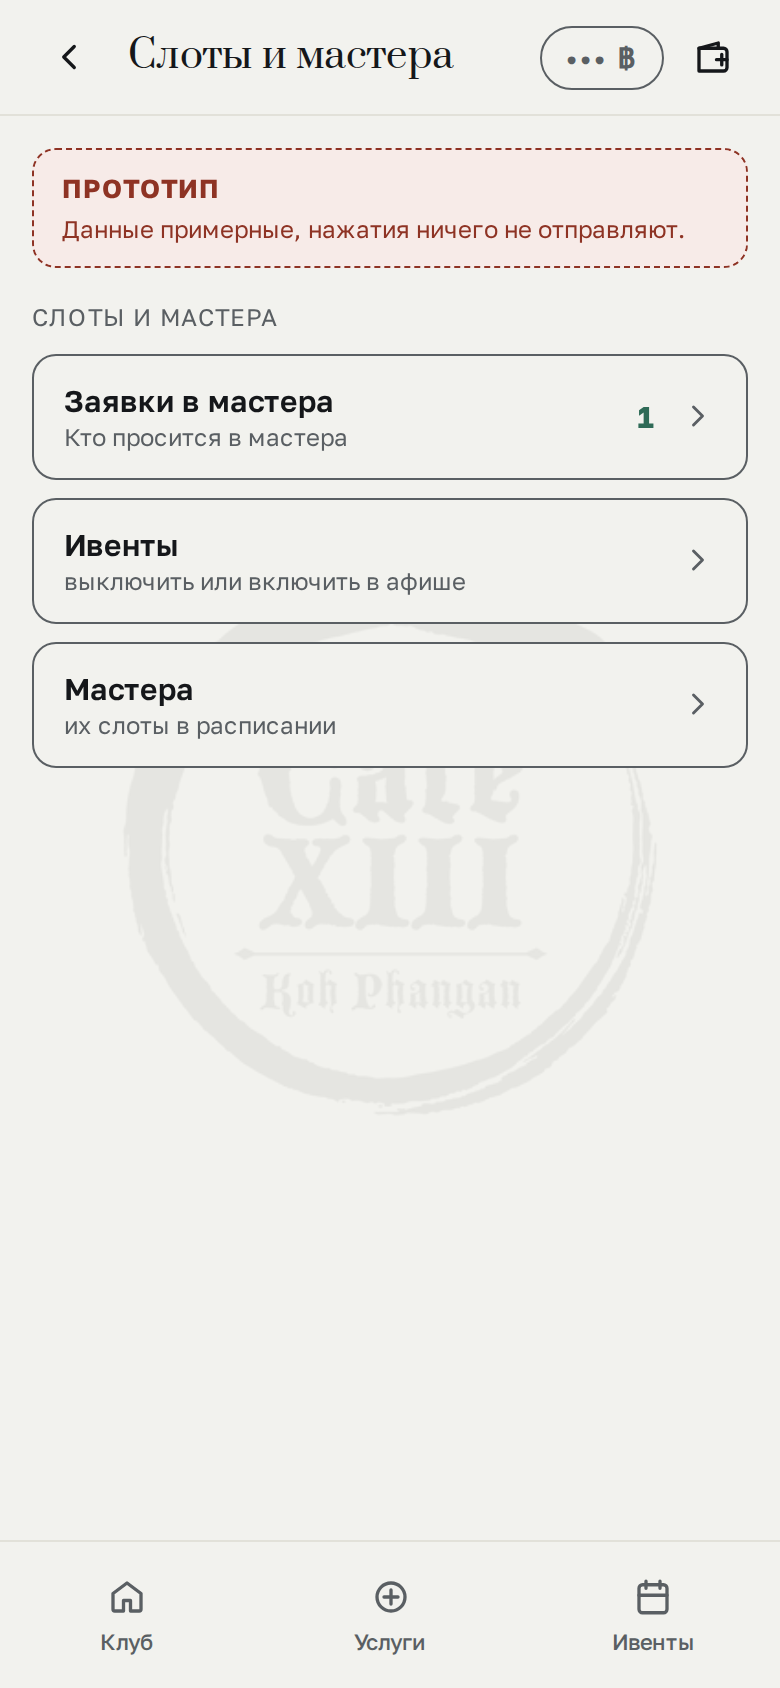 Слоты и мастера
••• ฿
ПРОТОТИП
Данные примерные, нажатия ничего не отправляют.
СЛОТЫ И МАСТЕРА
Заявки в мастера
Кто просится в мастера
1
Ивенты
выключить или включить в афише
Мастера
их слоты в расписании
Cafe
XIII
Koh Phangan
Клуб
Услуги
Ивенты